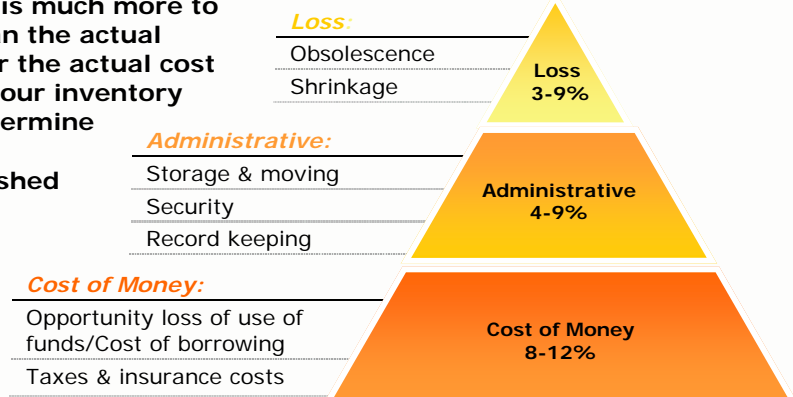 is much more to
the actual
the actual cost
our inventory
Loss:
Obsolescence
Shrinkage
Loss
3-9%
Administrative:
Storage & moving
Security
Record keeping
Administrative
4-9%
Cost of Money:
Opportunity loss of use of
funds/Cost of borrowing
Taxes & insurance costs
Cost of Money
8-12%